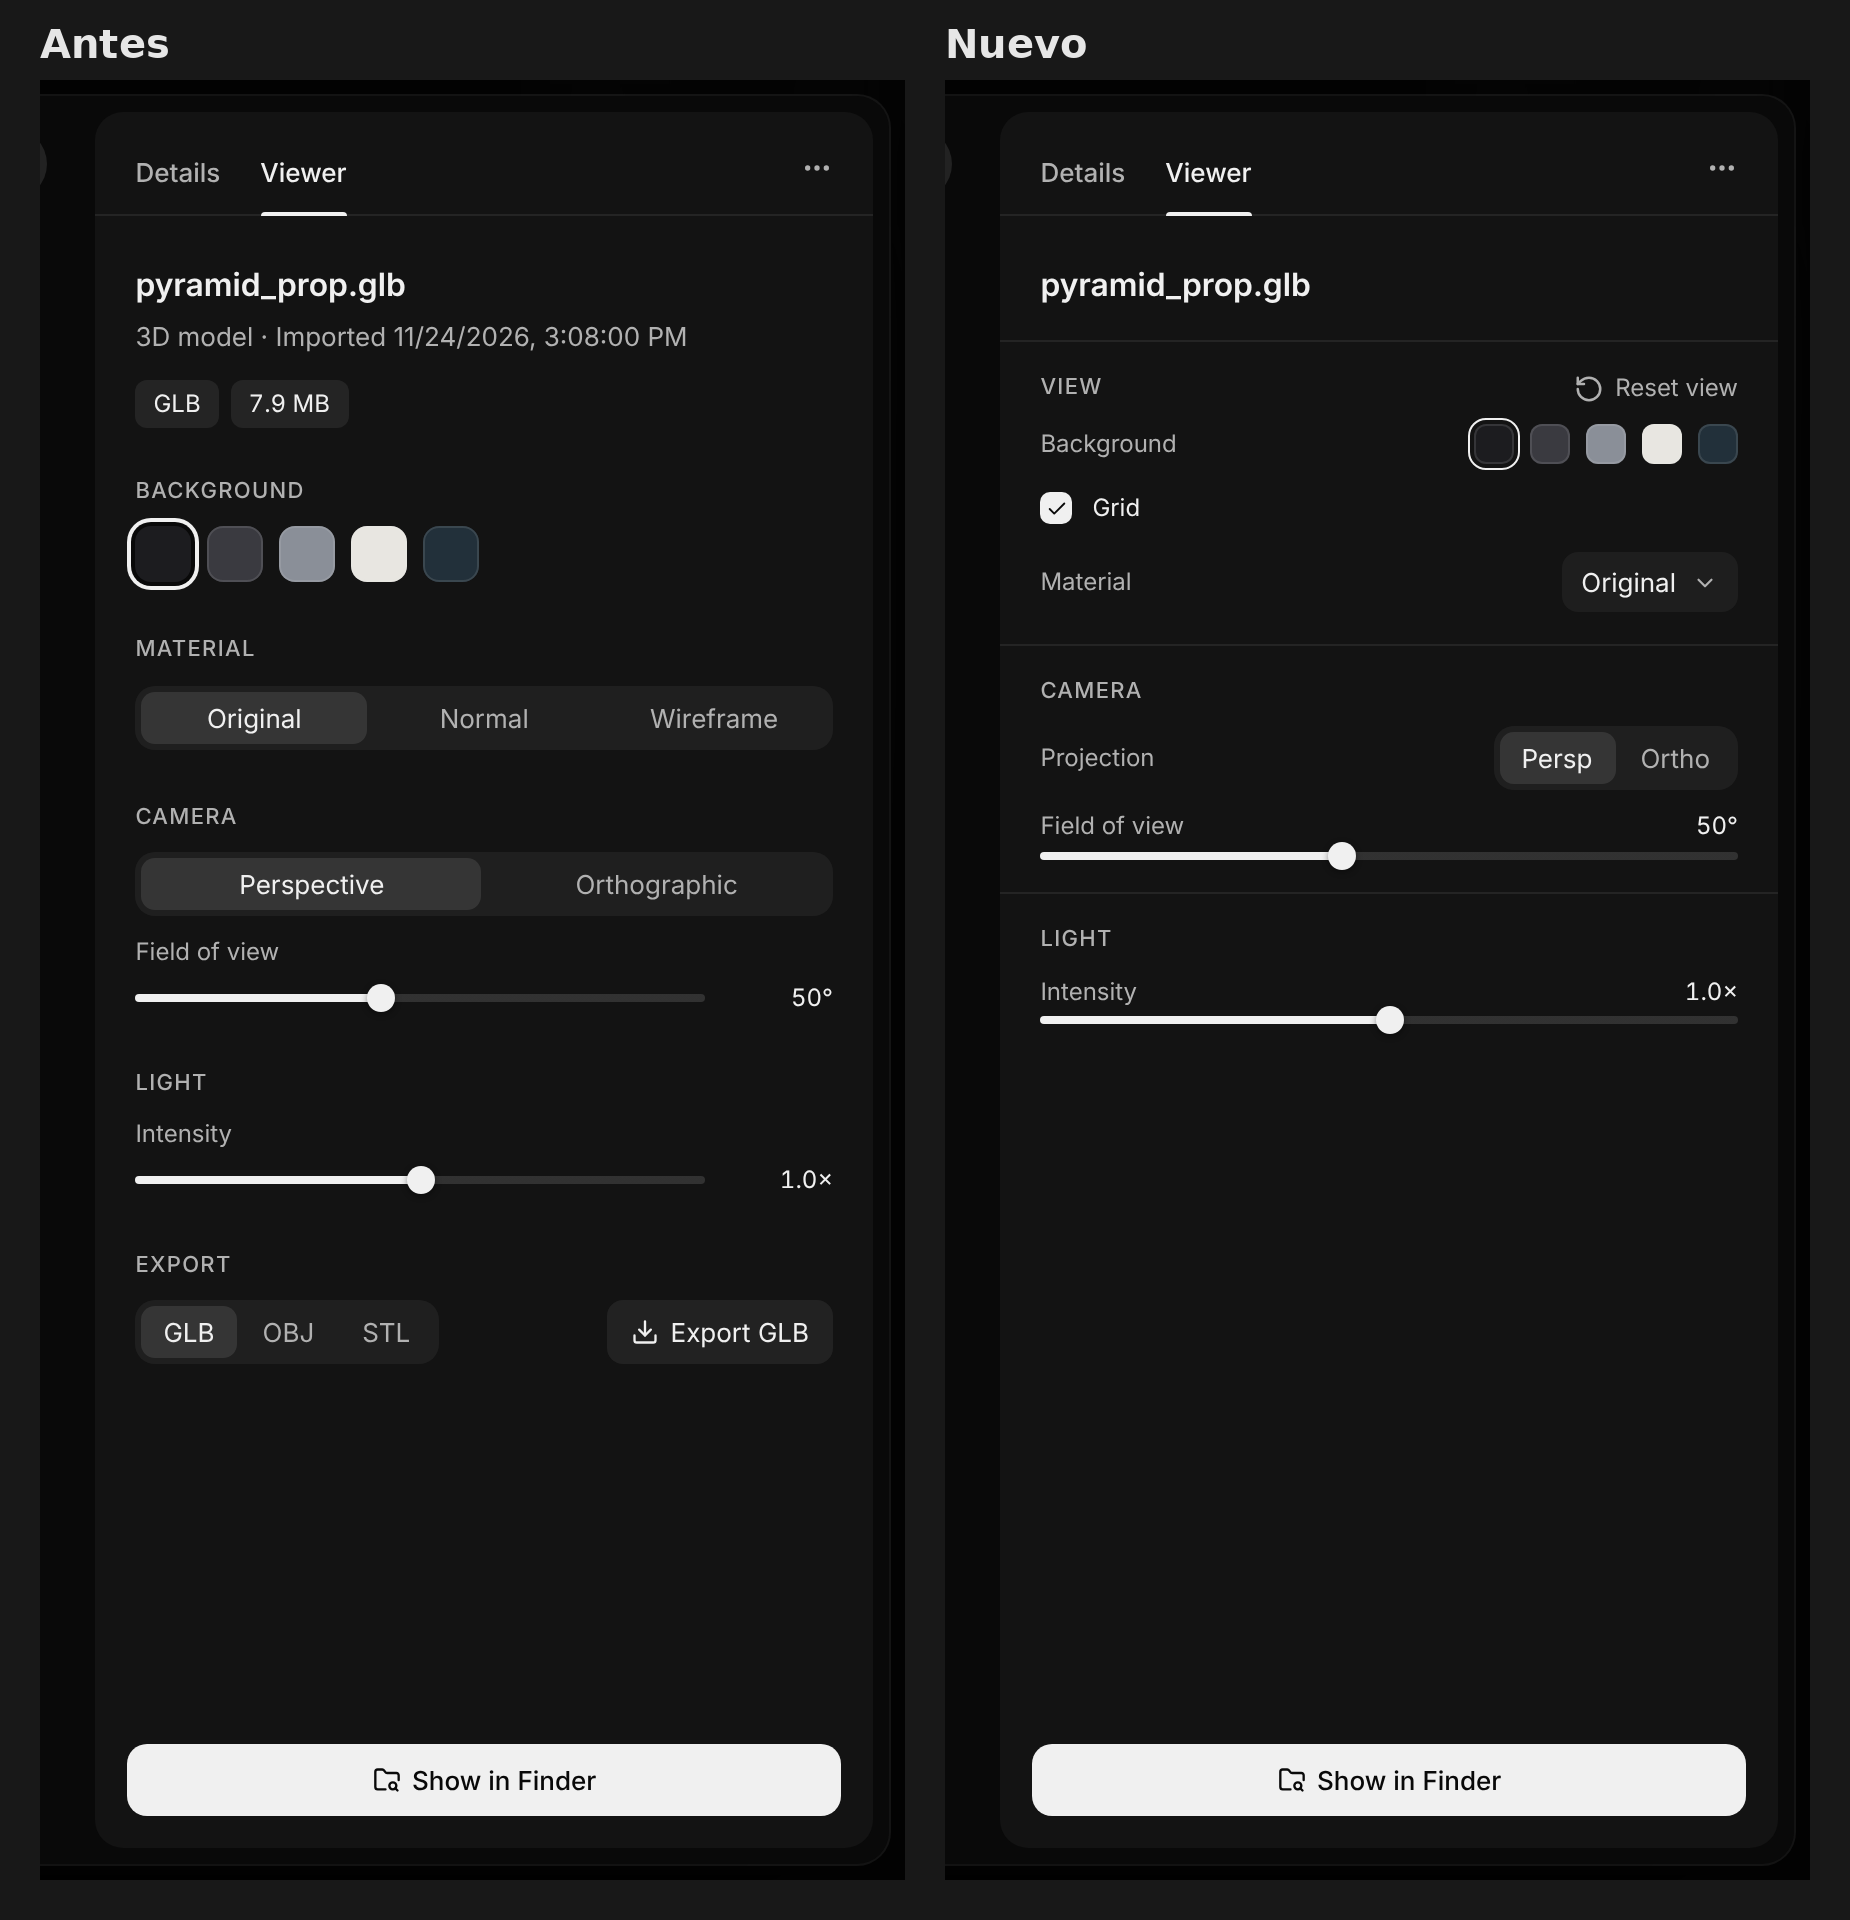 Antes
Details Viewer
pyramid_prop.glb
3D model · Imported 11/24/2026, 3:08:00 PM
GLB 7.9 MB
BACKGROUND
MATERIAL
Original Normal Wireframe
CAMERA
Perspective Orthographic
Field of view
50°
LIGHT
Intensity
1.0×
EXPORT
GLB OBJ STL Export GLB
Show in Finder
Nuevo
Details Viewer
pyramid_prop.glb
VIEW Reset view
Background
Grid
Material Original
CAMERA
Projection Persp Ortho
Field of view 50°
LIGHT
Intensity 1.0×
Show in Finder